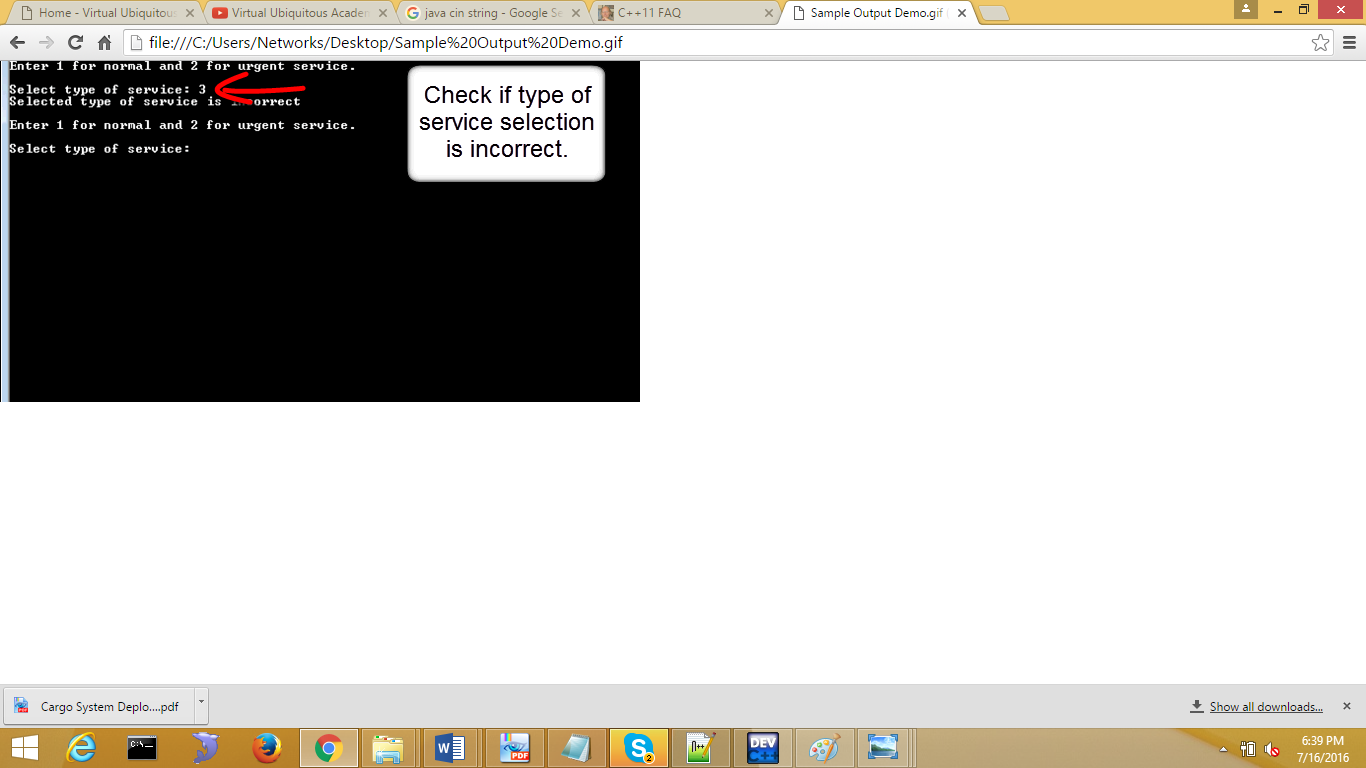 Home - Virtual Ubiquitous
Virtual Ubiquitous Acade
java cin string - Google Se
C++11 FAQ
Sample Output Demo.gif
file:///C:/Users/Networks/Desktop/Sample%20Output%20Demo.gif
Enter 1 for normal and 2 for urgent service.
Select type of service: 3
Selected type of service is incorrect
Enter 1 for normal and 2 for urgent service.
Select type of service:
Check if type of
service selection
is incorrect.
Cargo System Deplo....pdf
Show all downloads...
C:\
W
PDF
S
2
n++
DEV
C++
6:39 PM
7/16/2016